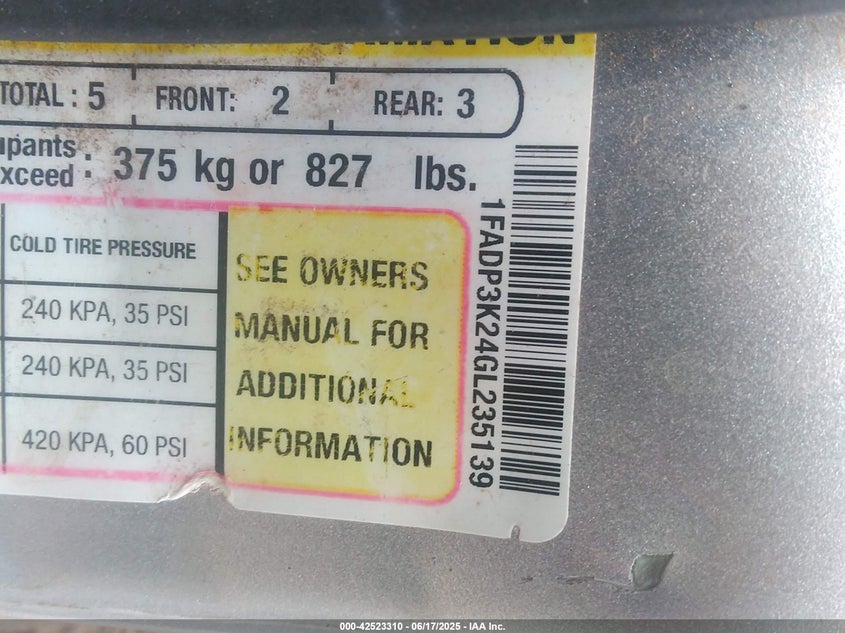 TOTAL : 5 FRONT: 2 REAR: 3
: 375 kg or 827 lbs.
COLD TIRE PRESSURE
240 KPA, 35 PSI
240 KPA, 35 PSI
420 KPA, 60 PSI
SEE OWNERS
MANUAL FOR
ADDITIONAL
INFORMATION
1FADP3K24GL235139
000-42523310 - 06/17/2025 - IAA Inc.